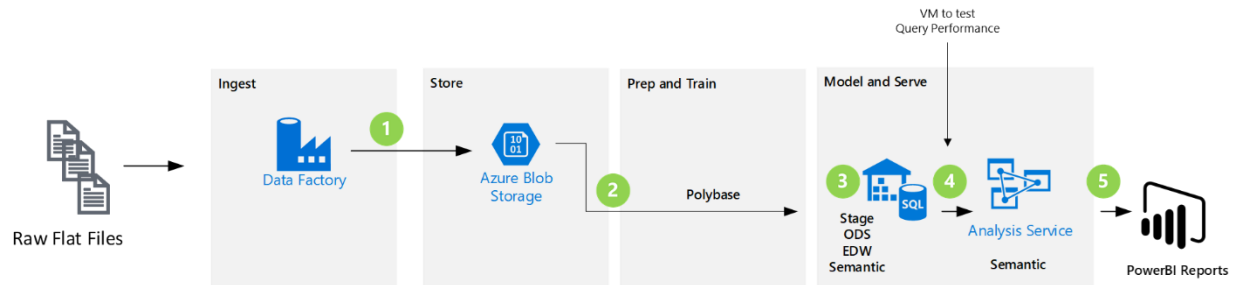 VM to test
Query Performance
Ingest
Store
Prep and Train
Model and Serve
1
10
01
Data Factory
Azure Blob
Storage
2
Polybase
3
SQL
4
5
Stage
ODS
EDW
Semantic
Analysis Service
Semantic
Raw Flat Files
PowerBI Reports